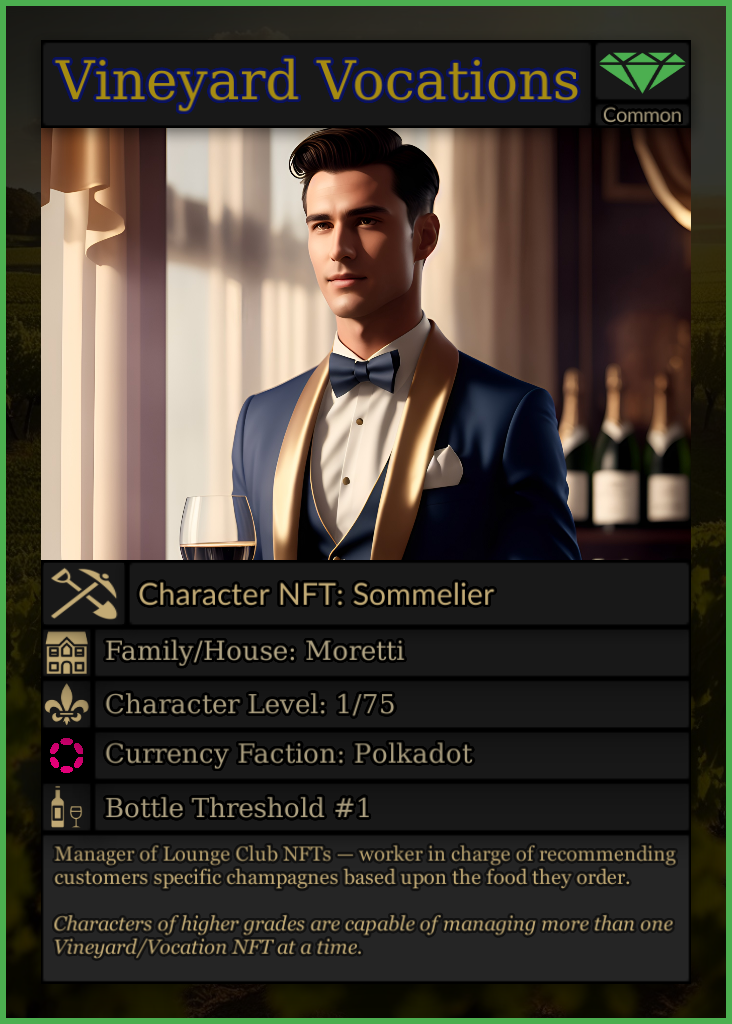 Vineyard Vocations
Common
Character NFT: Sommelier
Family/House: Moretti
Character Level: 1/75
Currency Faction: Polkadot
Bottle Threshold #1
Manager of Lounge Club NFTs — worker in charge of recommending
customers specific champagnes based upon the food they order.
Characters of higher grades are capable of managing more than one
Vineyard/Vocation NFT at a time.